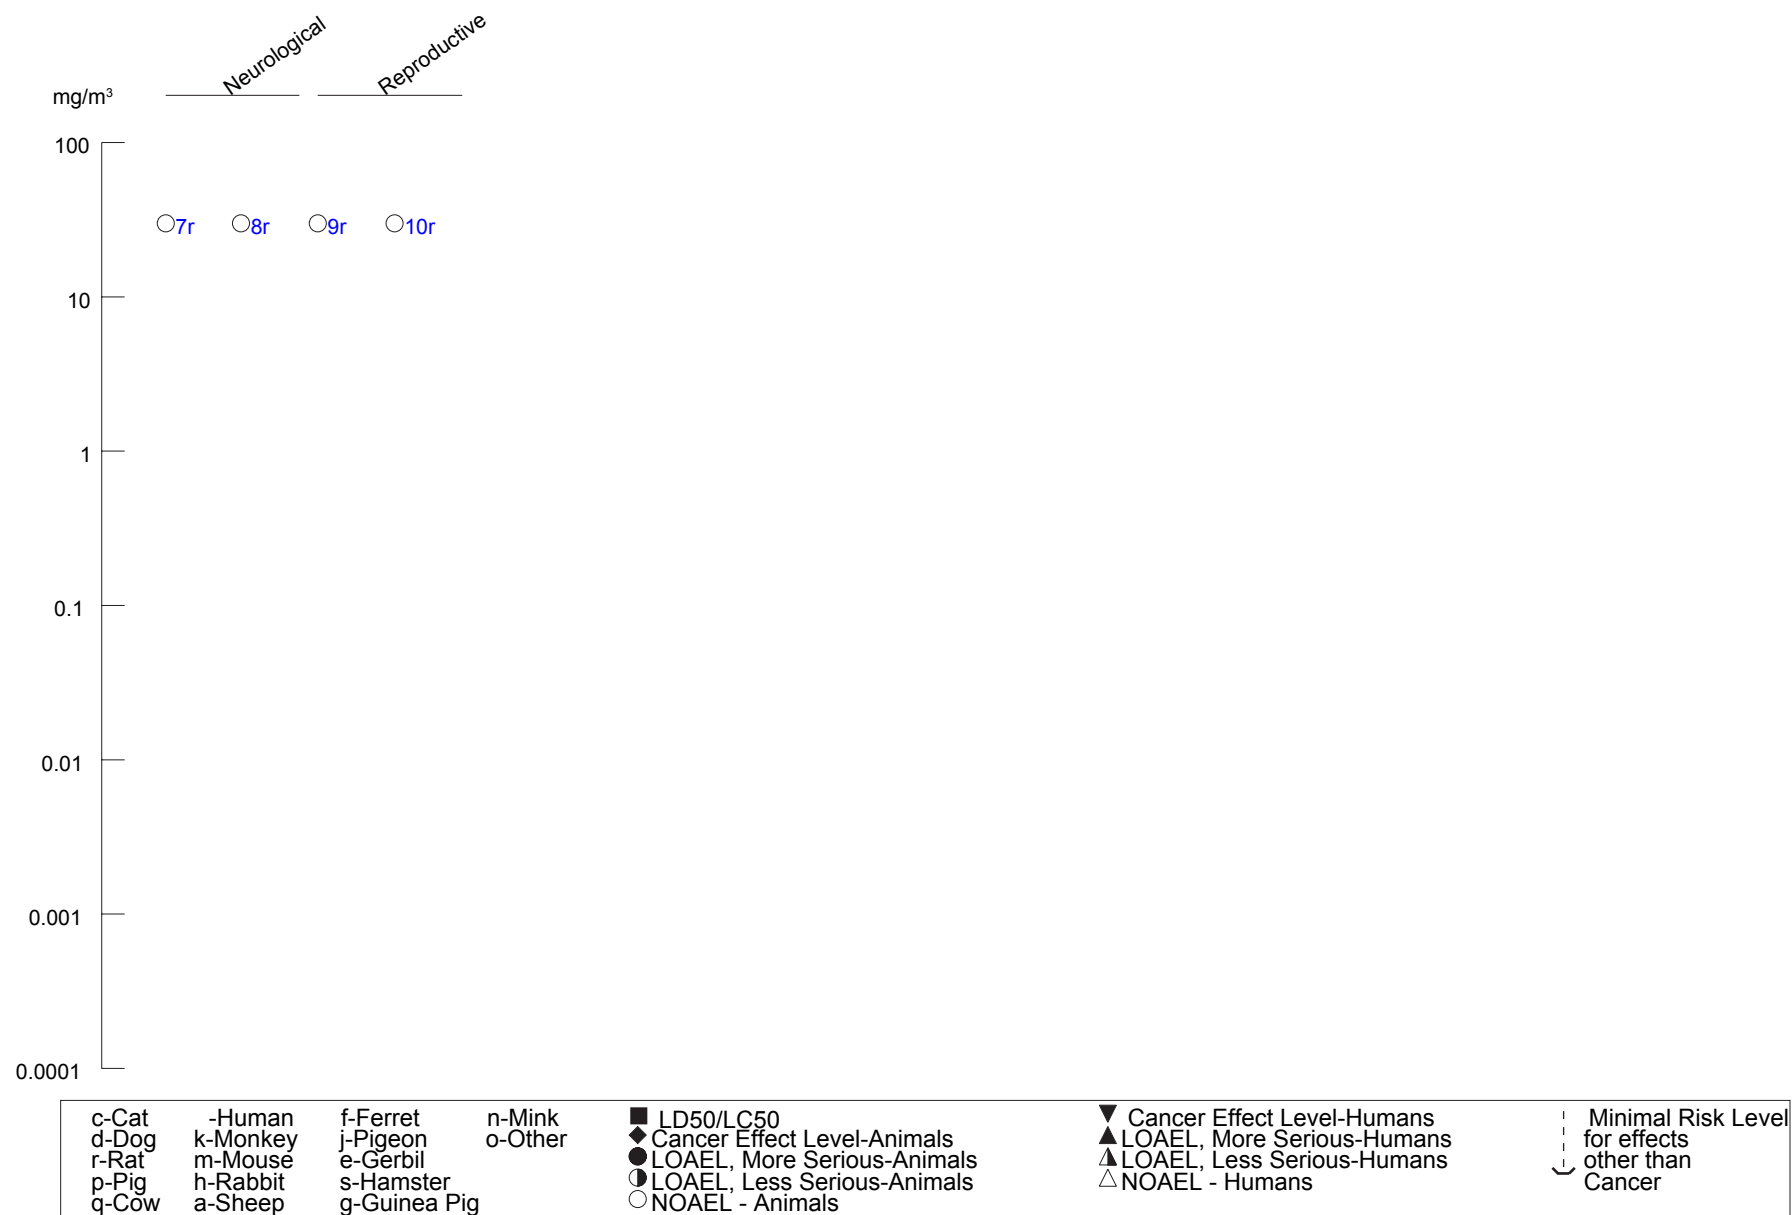 Neurological
Reproductive
mg/m³
100
7r 8r 9r 10r
10
1
0.1
0.01
0.001
0.0001
c-Cat -Human f-Ferret n-Mink LD50/LC50 Cancer Effect Level-Humans Minimal Risk Level
d-Dog k-Monkey j-Pigeon o-Other Cancer Effect Level-Animals LOAEL, More Serious-Humans for effects
r-Rat m-Mouse e-Gerbil LOAEL, More Serious-Animals LOAEL, Less Serious-Humans other than
p-Pig h-Rabbit s-Hamster LOAEL, Less Serious-Animals NOAEL - Humans Cancer
q-Cow a-Sheep g-Guinea Pig NOAEL - Animals